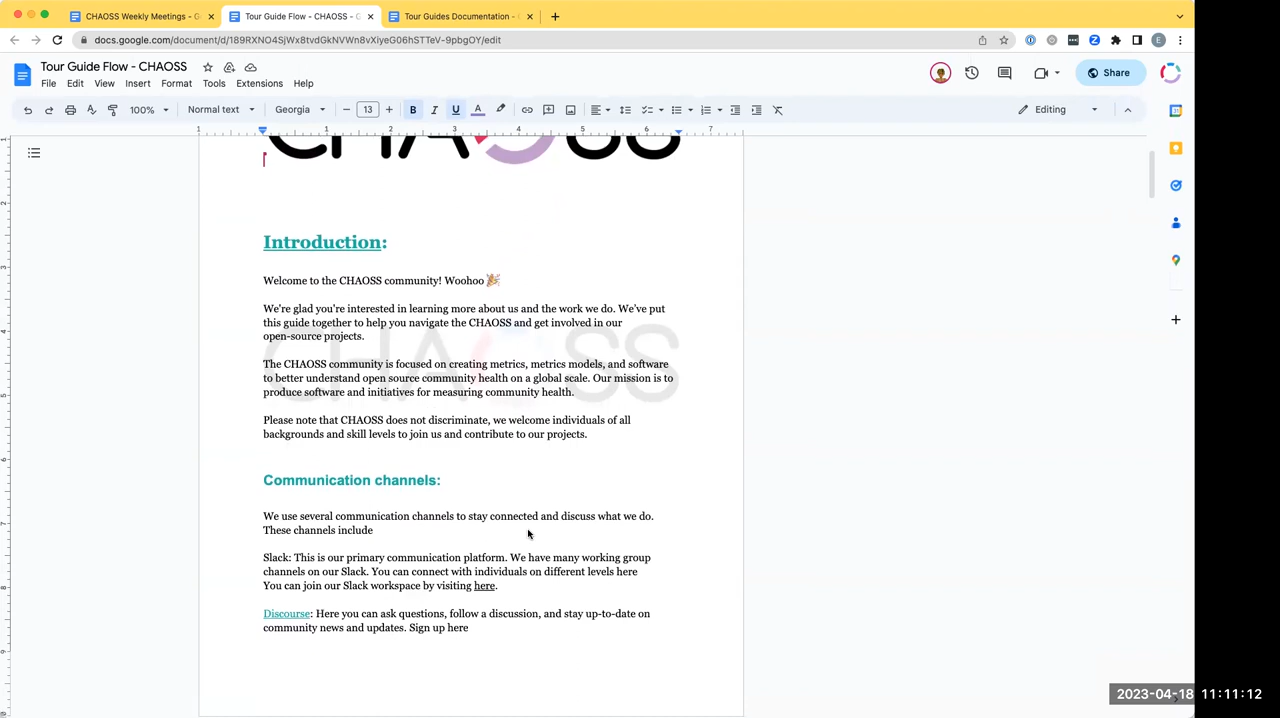 CHAOSS Weekly Meetings - G
Tour Guide Flow - CHAOSS - G
Tour Guides Documentation -
docs.google.com/document/d/189RXNO4SjWx8tvdGkNVWn8vXiyeG06hSTTeV-9pbgOY/edit
E
Tour Guide Flow - CHAOSS
File Edit View Insert Format Tools Extensions Help
Share
100% Normal text Georgia 13 B I U A Editing
1 1 2 3 4 5 6 7
CHAOSS
Introduction:
Welcome to the CHAOSS community! Woohoo 🎉
We're glad you're interested in learning more about us and the work we do. We've put
this guide together to help you navigate the CHAOSS and get involved in our
open-source projects.
CHAOSS
The CHAOSS community is focused on creating metrics, metrics models, and software
to better understand open source community health on a global scale. Our mission is to
produce software and initiatives for measuring community health.
Please note that CHAOSS does not discriminate, we welcome individuals of all
backgrounds and skill levels to join us and contribute to our projects.
Communication channels:
We use several communication channels to stay connected and discuss what we do.
These channels include
Slack: This is our primary communication platform. We have many working group
channels on our Slack. You can connect with individuals on different levels here
You can join our Slack workspace by visiting here.
Discourse: Here you can ask questions, follow a discussion, and stay up-to-date on
community news and updates. Sign up here
2023-04-18 11:11:12